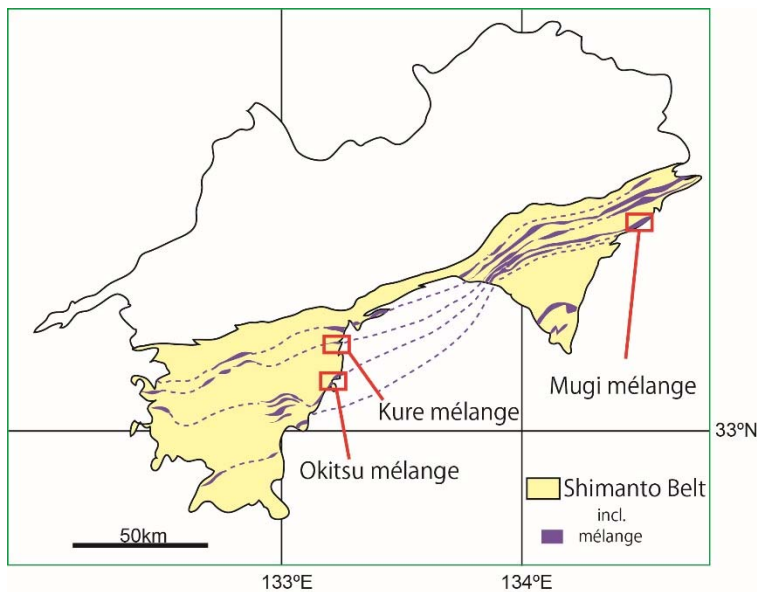 Mugi mélange
Kure mélange
33ºN
Okitsu mélange
Shimanto Belt
incl.
mélange
50km
133ºE
134ºE